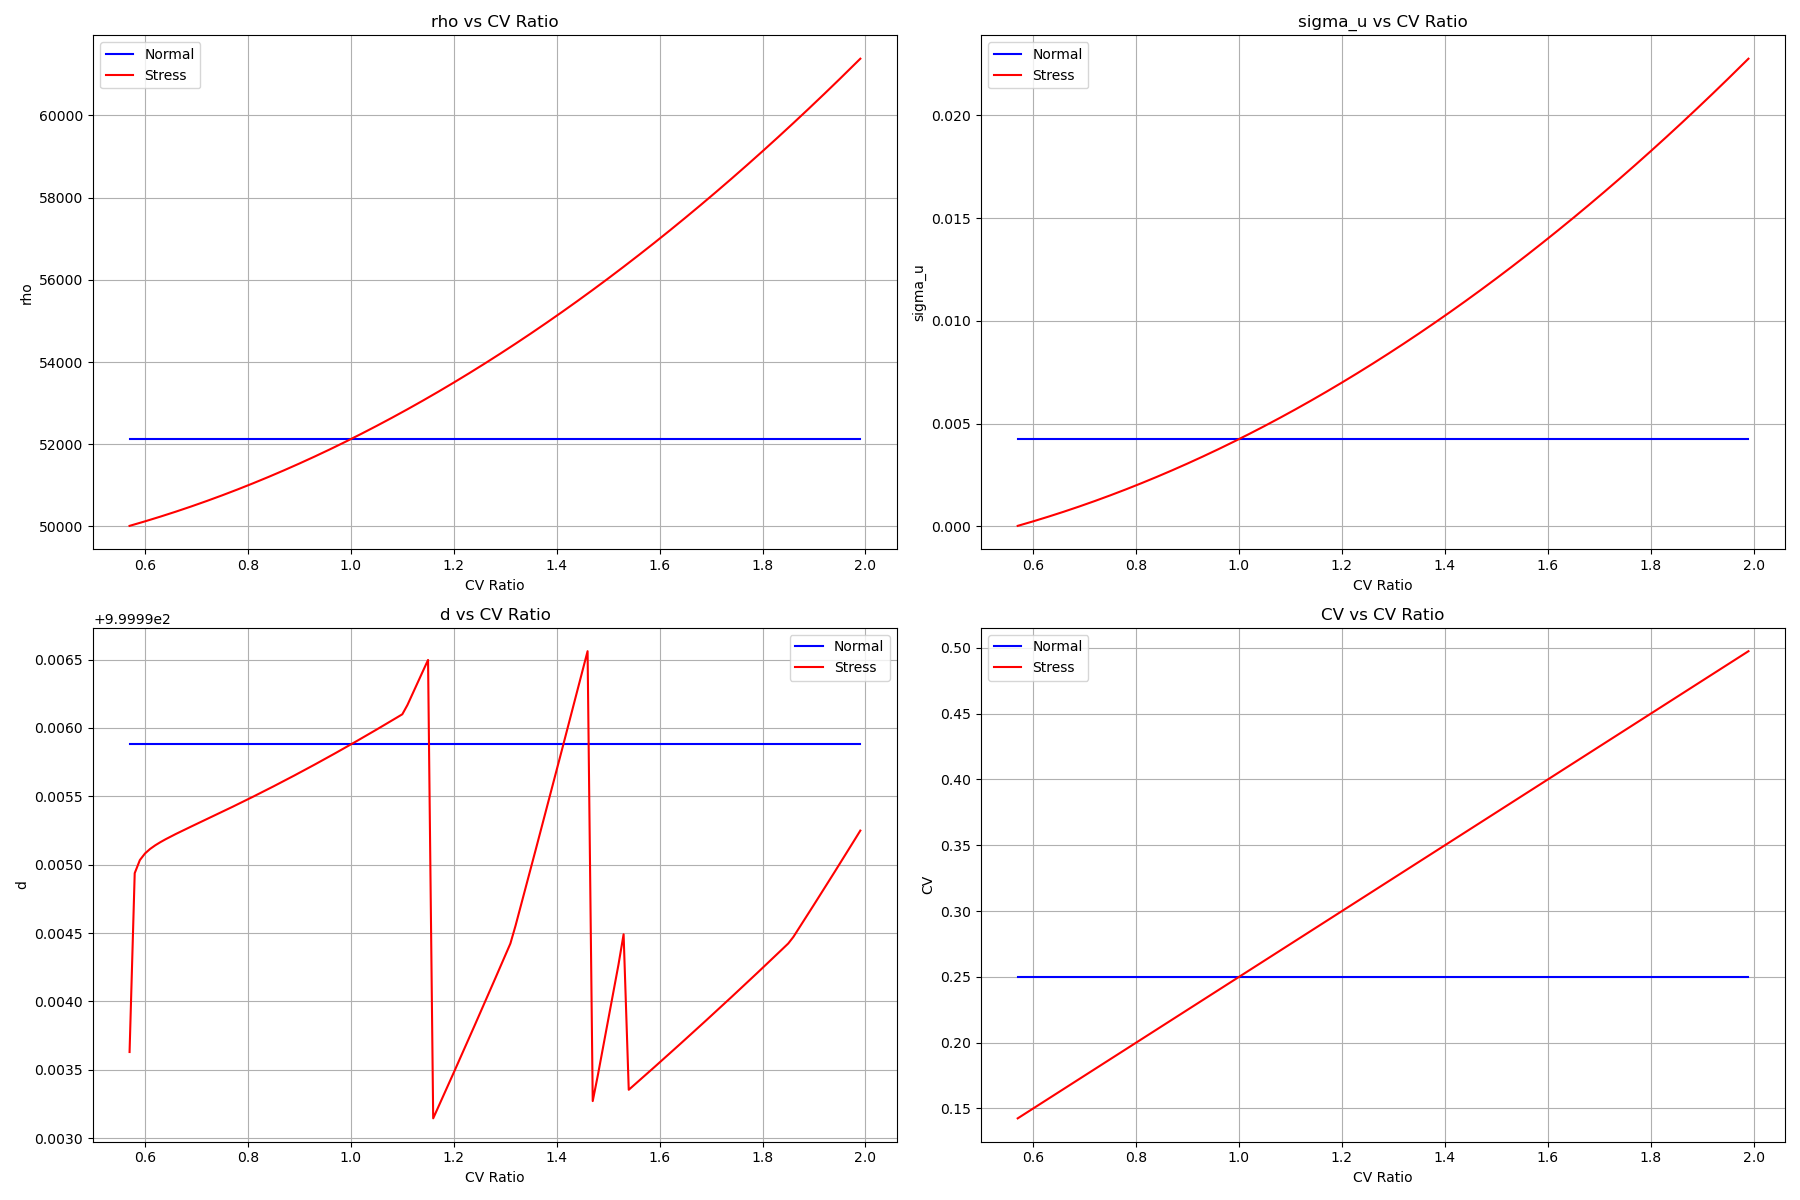 rho vs CV Ratio
Normal
Stress
rho
60000
58000
56000
54000
52000
50000
0.6 0.8 1.0 1.2 1.4 1.6 1.8 2.0
CV Ratio
sigma_u vs CV Ratio
Normal
Stress
sigma_u
0.020
0.015
0.010
0.005
0.000
0.6 0.8 1.0 1.2 1.4 1.6 1.8 2.0
CV Ratio
d vs CV Ratio
+9.9999e2
Normal
Stress
d
0.0065
0.0060
0.0055
0.0050
0.0045
0.0040
0.0035
0.0030
0.6 0.8 1.0 1.2 1.4 1.6 1.8 2.0
CV Ratio
CV vs CV Ratio
Normal
Stress
CV
0.50
0.45
0.40
0.35
0.30
0.25
0.20
0.15
0.6 0.8 1.0 1.2 1.4 1.6 1.8 2.0
CV Ratio